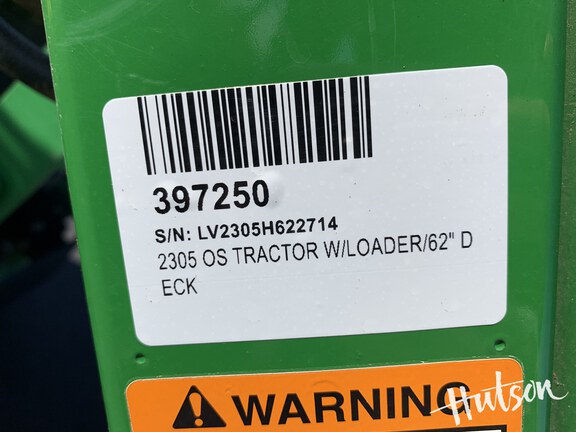 397250
S/N: LV2305H622714
2305 OS TRACTOR W/LOADER/62" D
ECK
WARNING
Hutson